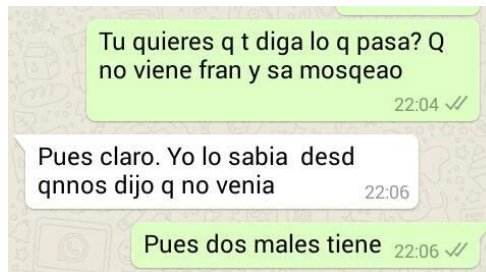 Tu quieres q t diga lo q pasa? Q
no viene fran y sa mosqeao
22:04
Pues claro. Yo lo sabia desd
qnnos dijo q no venia
22:06
Pues dos males tiene 22:06